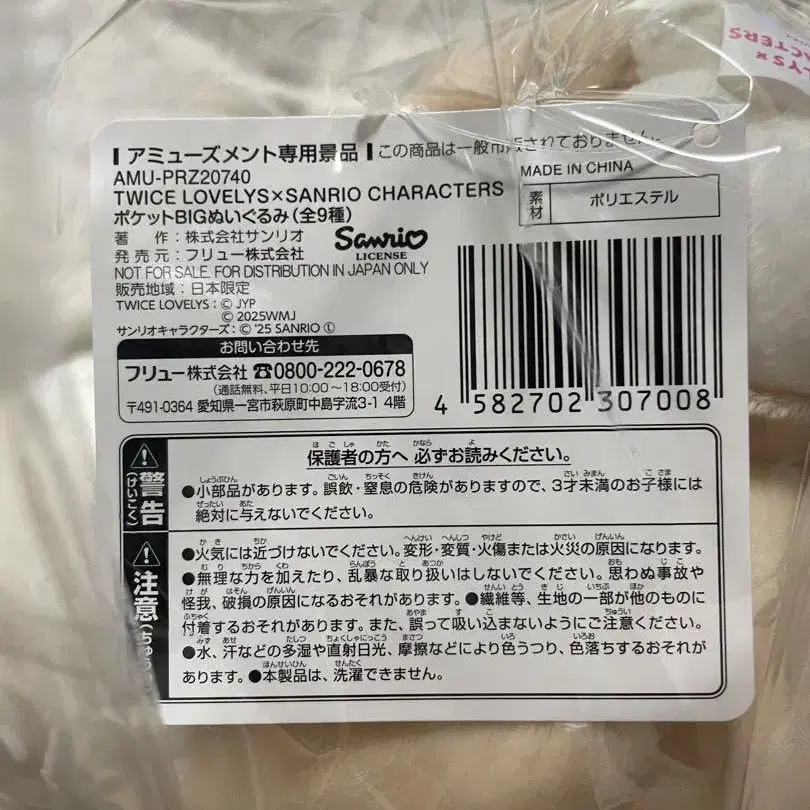 LYS×
ACTERS
アミューズメント専用景品 この商品は一般市販されておりません。
AMU-PRZ20740
TWICE LOVELYS×SANRIO CHARACTERS
ポケットBIGぬいぐるみ(全9種)
著 作:株式会社サンリオ
発売元:フリュー株式会社
Sanrio
LICENSE
NOT FOR SALE. FOR DISTRIBUTION IN JAPAN ONLY
販売地域:日本限定
TWICE LOVELYS:© JYP
© 2025WMJ
サンリオキャラクターズ:© '25 SANRIO Ⓛ
MADE IN CHINA
素材 ポリエステル
お問い合わせ先
フリュー株式会社 ☎0800-222-0678
(通話無料、平日10:00~18:00受付)
〒491-0364 愛知県一宮市萩原町中島字流3-1 4階
4 582702 307008
警告
(けいこく)
保護者の方へ 必ずお読みください。
●小部品があります。誤飲・窒息の危険がありますので、3才未満のお子様には
絶対に与えないでください。
注意
(ちゅうい
●火気には近づけないでください。変形・変質・火傷または火災の原因になります。
●無理な力を加えたり、乱暴な取り扱いはしないでください。思わぬ事故や
怪我、破損の原因になるおそれがあります。●繊維等、生地の一部が他のものに
付着するおそれがあります。また、誤って吸い込まないようにご注意ください。
●水、汗などの多湿や直射日光、摩擦などにより色うつり、色落ちするおそれが
あります。●本製品は、洗濯できません。